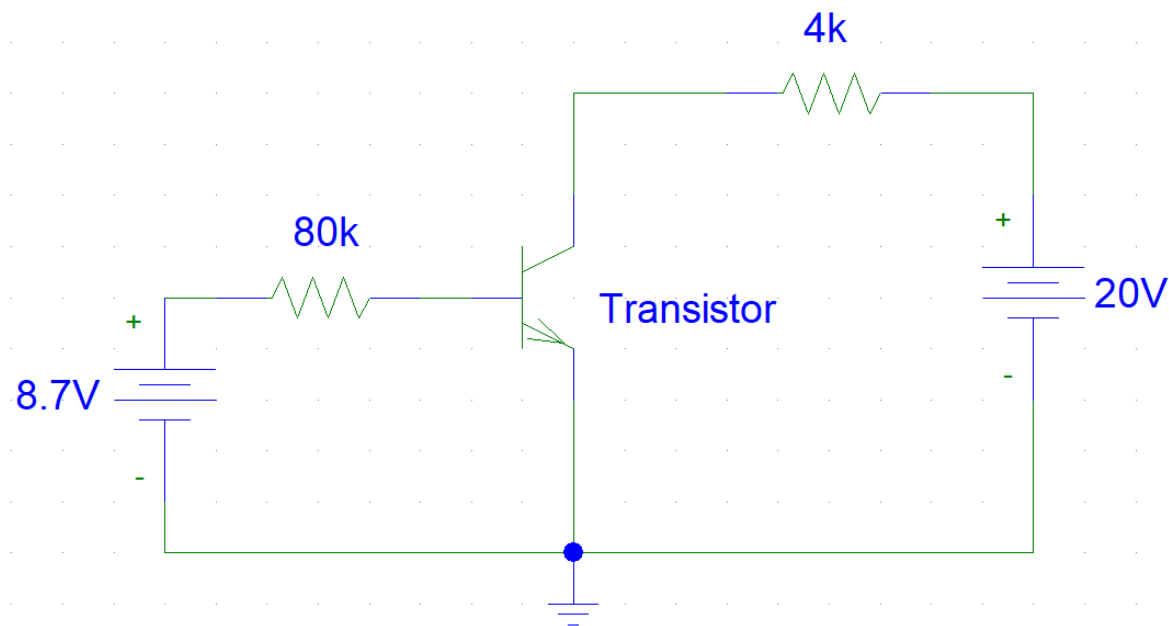 4k
80k
+
+
Transistor
20V
8.7V
-
-